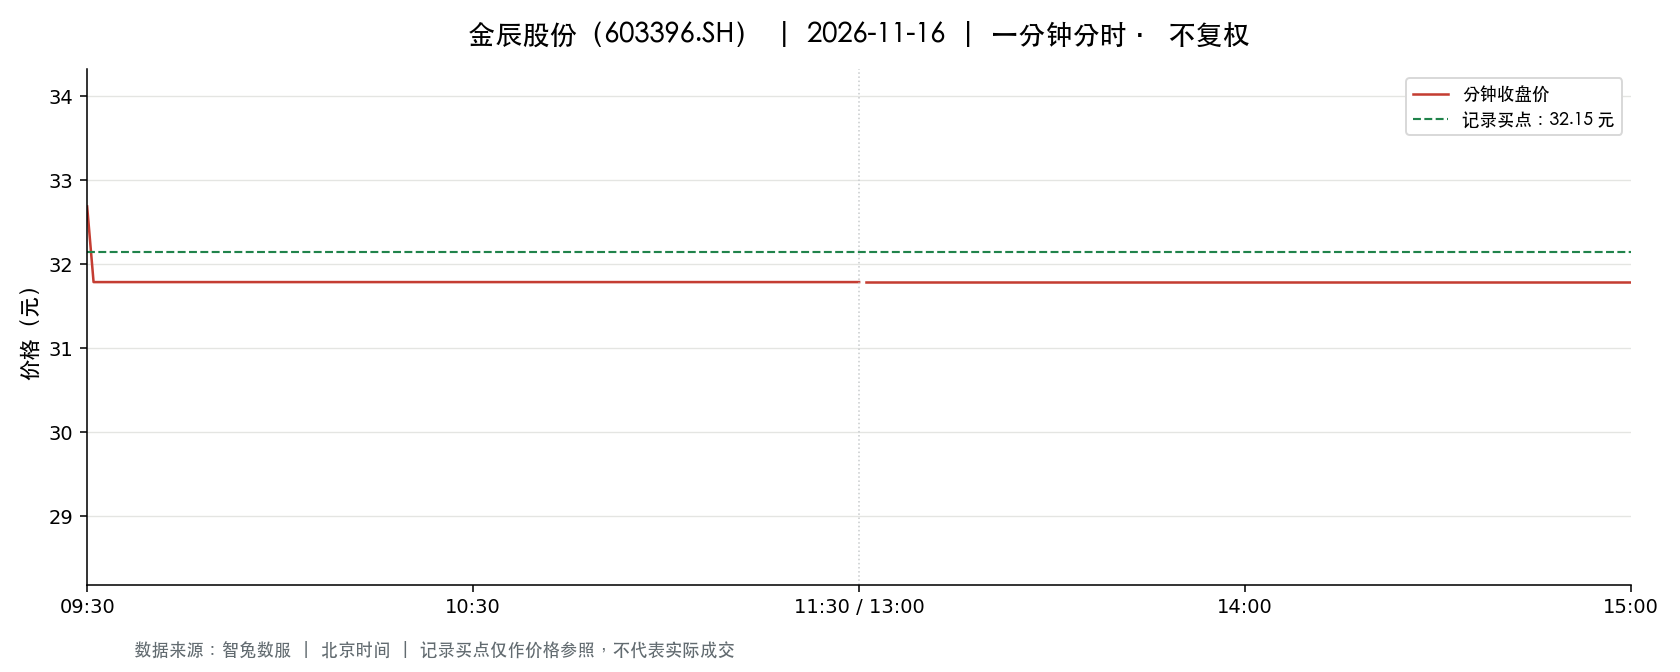 金辰股份（603396.SH） | 2026-11-16 | 一分钟分时 · 不复权
分钟收盘价
记录买点：32.15 元
价格（元）
34
33
32
31
30
29
09:30 10:30 11:30 / 13:00 14:00 15:00
数据来源：智兔数服 | 北京时间 | 记录买点仅作价格参照，不代表实际成交